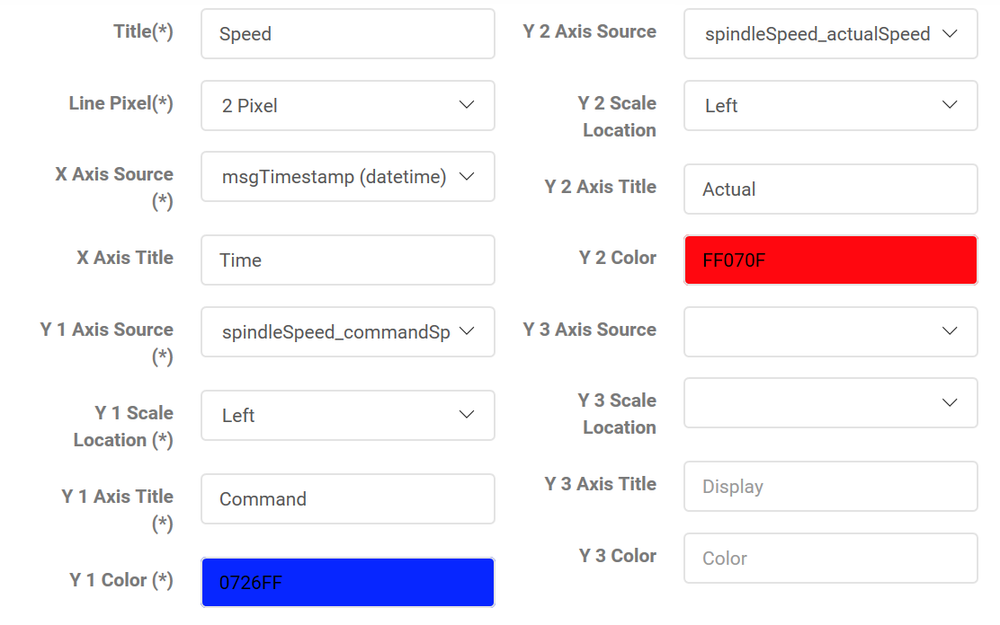 Title(*)
Speed
Line Pixel(*)
2 Pixel
X Axis Source
(*)
msgTimestamp (datetime)
X Axis Title
Time
Y 1 Axis Source
(*)
spindleSpeed_commandSp
Y 1 Scale
Location (*)
Left
Y 1 Axis Title
(*)
Command
Y 1 Color (*)
0726FF
Y 2 Axis Source
spindleSpeed_actualSpeed
Y 2 Scale
Location
Left
Y 2 Axis Title
Actual
Y 2 Color
FF070F
Y 3 Axis Source
Y 3 Scale
Location
Y 3 Axis Title
Display
Y 3 Color
Color